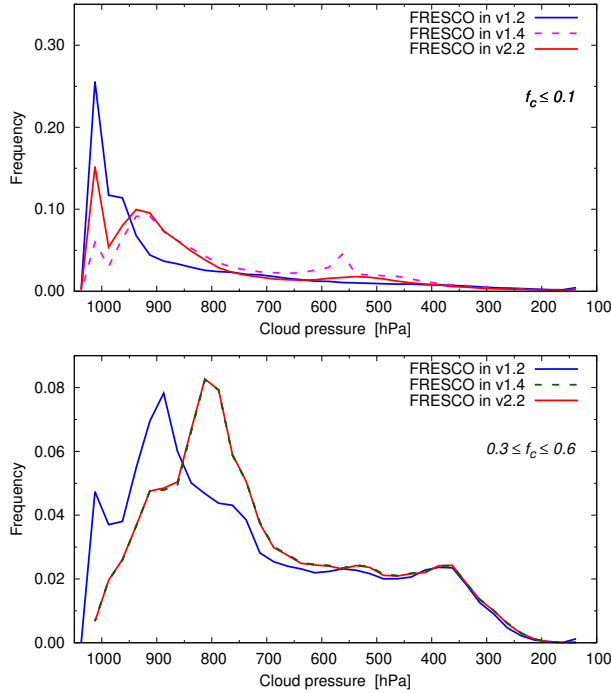 0.30
0.20
0.10
0.00
Frequency
1000 900 800 700 600 500 400 300 200 100
Cloud pressure [hPa]
FRESCO in v1.2
FRESCO in v1.4
FRESCO in v2.2
f_c ≤ 0.1
0.08
0.06
0.04
0.02
0.00
Frequency
1000 900 800 700 600 500 400 300 200 100
Cloud pressure [hPa]
FRESCO in v1.2
FRESCO in v1.4
FRESCO in v2.2
0.3 ≤ f_c ≤ 0.6